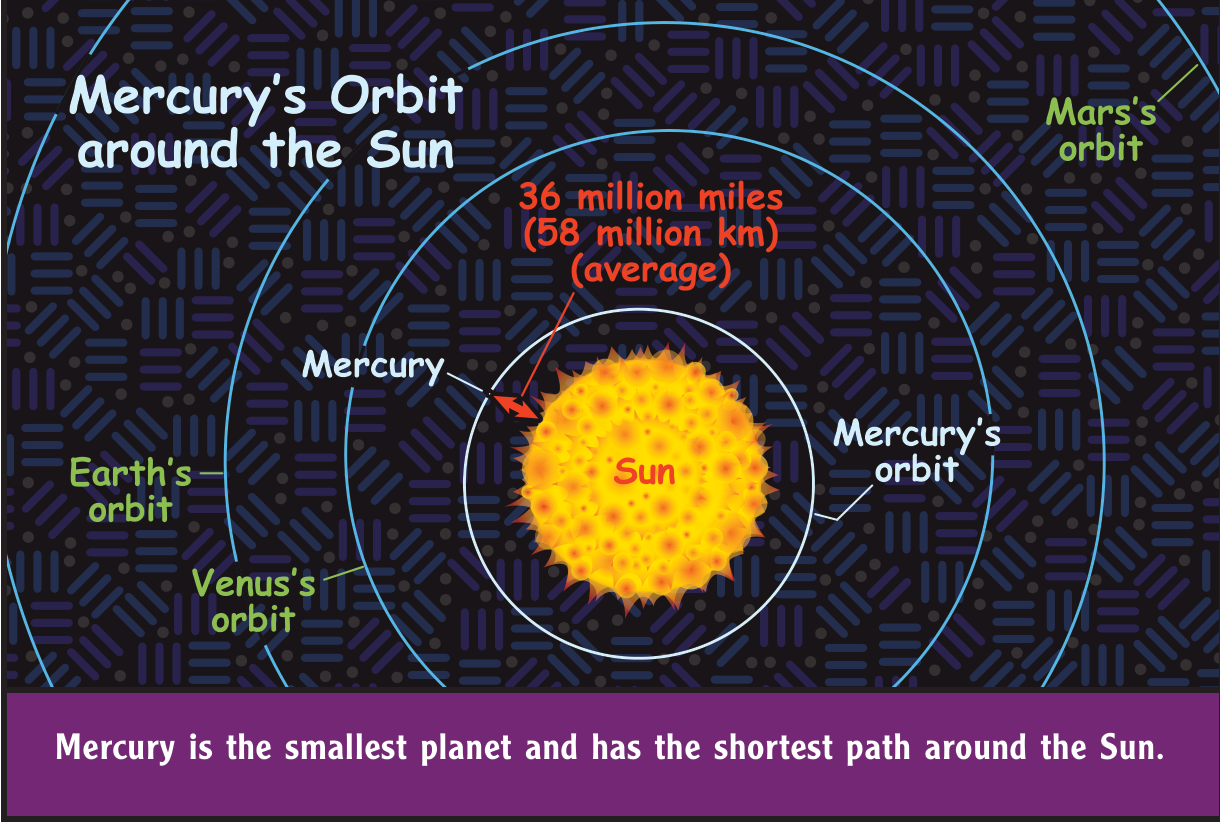 Mercury's Orbit
around the Sun
Mars's
orbit
36 million miles
(58 million km)
(average)
Mercury
Mercury's
orbit
Sun
Earth's
orbit
Venus's
orbit
Mercury is the smallest planet and has the shortest path around the Sun.